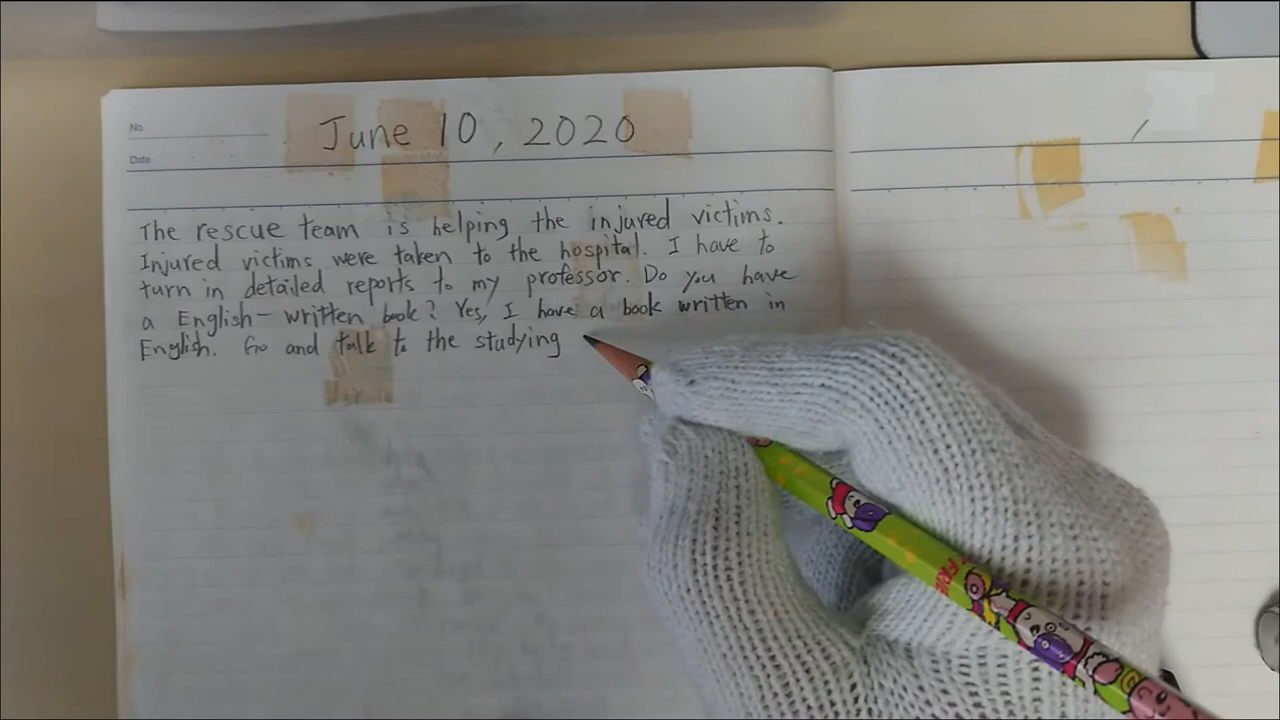 No.
June 10, 2020
Date
The rescue team is helping the injured victims.
Injured victims were taken to the hospital. I have to
turn in detailed reports to my professor. Do you have
a English-written book? Yes, I have a book written in
English. Go and talk to the studying